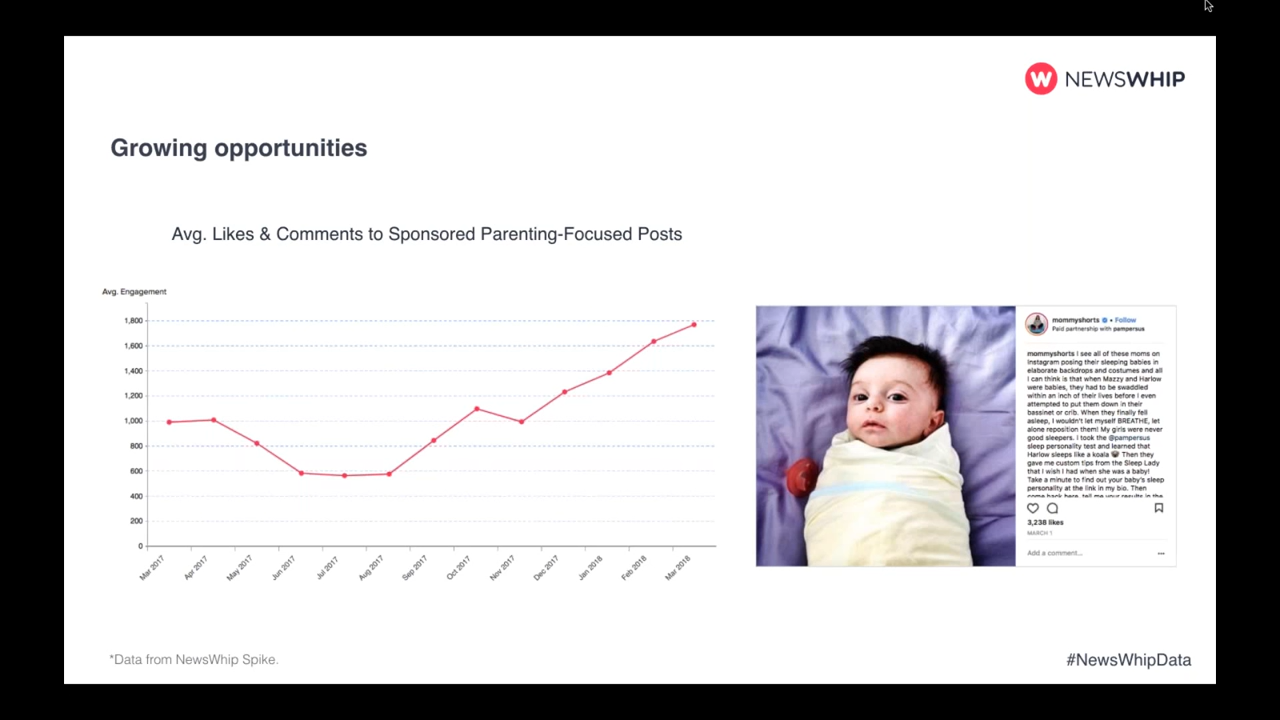 NEWSWHIP
Growing opportunities
Avg. Likes & Comments to Sponsored Parenting-Focused Posts
Avg. Engagement
1,800
1,600
1,400
1,200
1,000
800
600
400
200
0
Mar 2017
Apr 2017
May 2017
Jun 2017
Jul 2017
Aug 2017
Sep 2017
Oct 2017
Nov 2017
Dec 2017
Jan 2018
Feb 2018
Mar 2018
mommyshorts • Follow
Paid partnership with pampersus
mommyshorts I see all of these moms on
Instagram posing their sleeping babies in
elaborate backdrops and costumes and all
I can think is that when Mazzy and Harlow
were babies, they had to be swaddled
within an inch of their lives before I even
attempted to put them down in their
bassinet or crib. When they finally fell
asleep, I wouldn't let myself BREATHE, let
alone reposition them! My girls were never
good sleepers. I took the @pampersus
sleep personality test and learned that
Harlow sleeps like a koala 🐨 Then they
gave me custom tips from the Sleep Lady
that I wish I had when she was a baby!
Take a minute to find out your baby's sleep
personality at the link in my bio. Then
come back here, tell me your results in the
3,238 likes
MARCH 1
Add a comment...
*Data from NewsWhip Spike.
#NewsWhipData